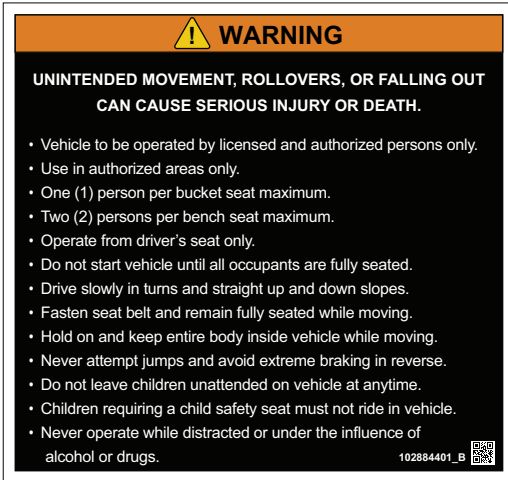 WARNING
UNINTENDED MOVEMENT, ROLLOVERS, OR FALLING OUT
CAN CAUSE SERIOUS INJURY OR DEATH.
• Vehicle to be operated by licensed and authorized persons only.
• Use in authorized areas only.
• One (1) person per bucket seat maximum.
• Two (2) persons per bench seat maximum.
• Operate from driver's seat only.
• Do not start vehicle until all occupants are fully seated.
• Drive slowly in turns and straight up and down slopes.
• Fasten seat belt and remain fully seated while moving.
• Hold on and keep entire body inside vehicle while moving.
• Never attempt jumps and avoid extreme braking in reverse.
• Do not leave children unattended on vehicle at anytime.
• Children requiring a child safety seat must not ride in vehicle.
• Never operate while distracted or under the influence of
alcohol or drugs.
102884401_B